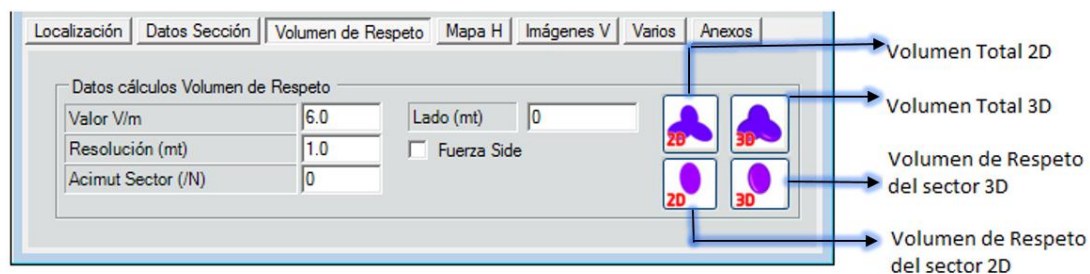 Localización
Datos Sección
Volumen de Respeto
Mapa H
Imágenes V
Varios
Anexos
Datos cálculos Volumen de Respeto
Valor V/m
6.0
Lado (mt)
0
Resolución (mt)
1.0
Fuerza Side
Acimut Sector (/N)
0
2D
3D
2D
3D
Volumen Total 2D
Volumen Total 3D
Volumen de Respeto
del sector 3D
Volumen de Respeto
del sector 2D